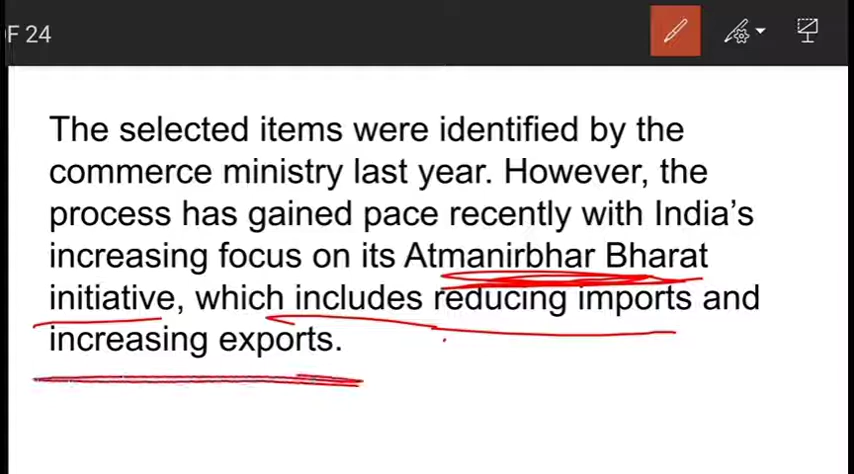 F 24
The selected items were identified by the
commerce ministry last year. However, the
process has gained pace recently with India’s
increasing focus on its Atmanirbhar Bharat
initiative, which includes reducing imports and
increasing exports.